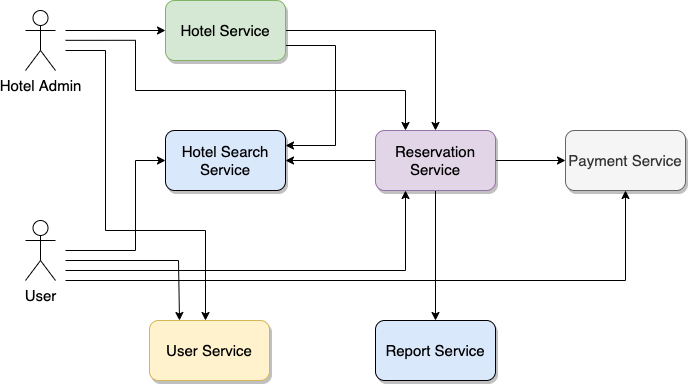 Hotel Service
Hotel Admin
Hotel Search
Service
Reservation
Service
Payment Service
User
User Service
Report Service